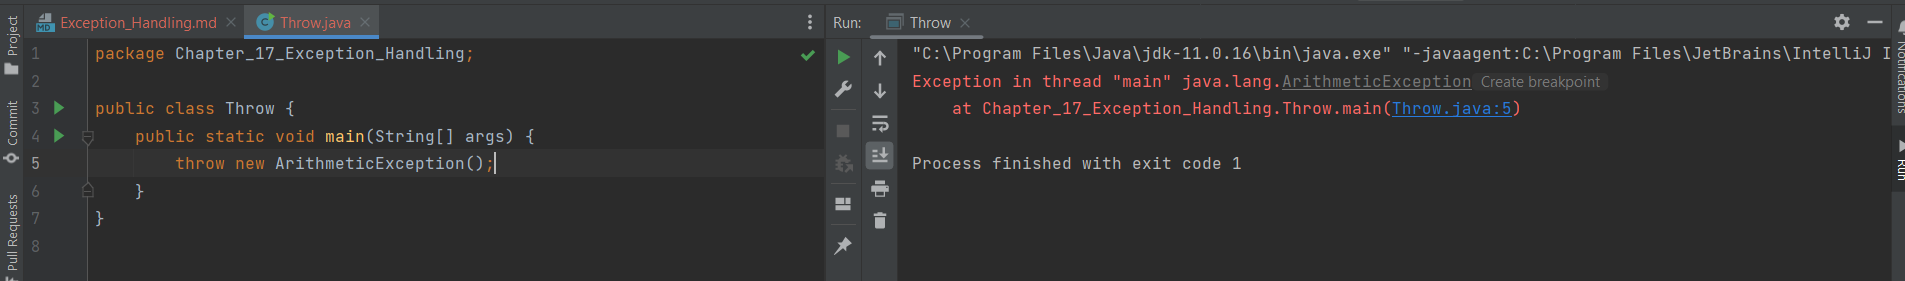 Project
Commit
Pull Requests
Exception_Handling.md
Throw.java
1 package Chapter_17_Exception_Handling;
2
3 public class Throw {
4 public static void main(String[] args) {
5 throw new ArithmeticException();
6 }
7 }
8
Run: Throw
"C:\Program Files\Java\jdk-11.0.16\bin\java.exe" "-javaagent:C:\Program Files\JetBrains\IntelliJ I
Exception in thread "main" java.lang.ArithmeticException Create breakpoint
at Chapter_17_Exception_Handling.Throw.main(Throw.java:5)
Process finished with exit code 1
Notifications
Run